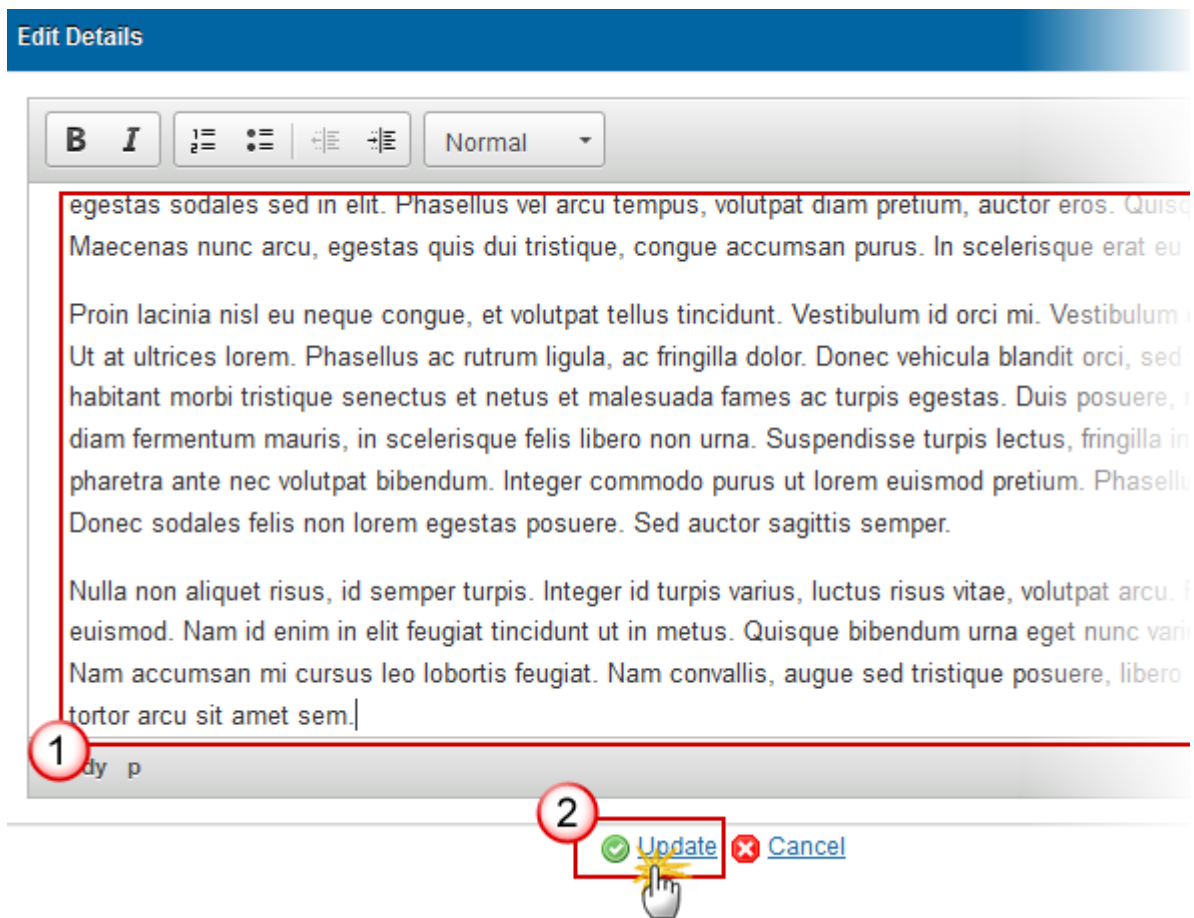 Edit Details
B I Normal
egestas sodales sed in elit. Phasellus vel arcu tempus, volutpat diam pretium, auctor eros. Quisq
Maecenas nunc arcu, egestas quis dui tristique, congue accumsan purus. In scelerisque erat eu
Proin lacinia nisl eu neque congue, et volutpat tellus tincidunt. Vestibulum id orci mi. Vestibulum
Ut at ultrices lorem. Phasellus ac rutrum ligula, ac fringilla dolor. Donec vehicula blandit orci, sed
habitant morbi tristique senectus et netus et malesuada fames ac turpis egestas. Duis posuere,
diam fermentum mauris, in scelerisque felis libero non urna. Suspendisse turpis lectus, fringilla in
pharetra ante nec volutpat bibendum. Integer commodo purus ut lorem euismod pretium. Phasellu
Donec sodales felis non lorem egestas posuere. Sed auctor sagittis semper.
Nulla non aliquet risus, id semper turpis. Integer id turpis varius, luctus risus vitae, volutpat arcu.
euismod. Nam id enim in elit feugiat tincidunt ut in metus. Quisque bibendum urna eget nunc vari
Nam accumsan mi cursus leo lobortis feugiat. Nam convallis, augue sed tristique posuere, libero
tortor arcu sit amet sem.
1
dy p
2
Update Cancel